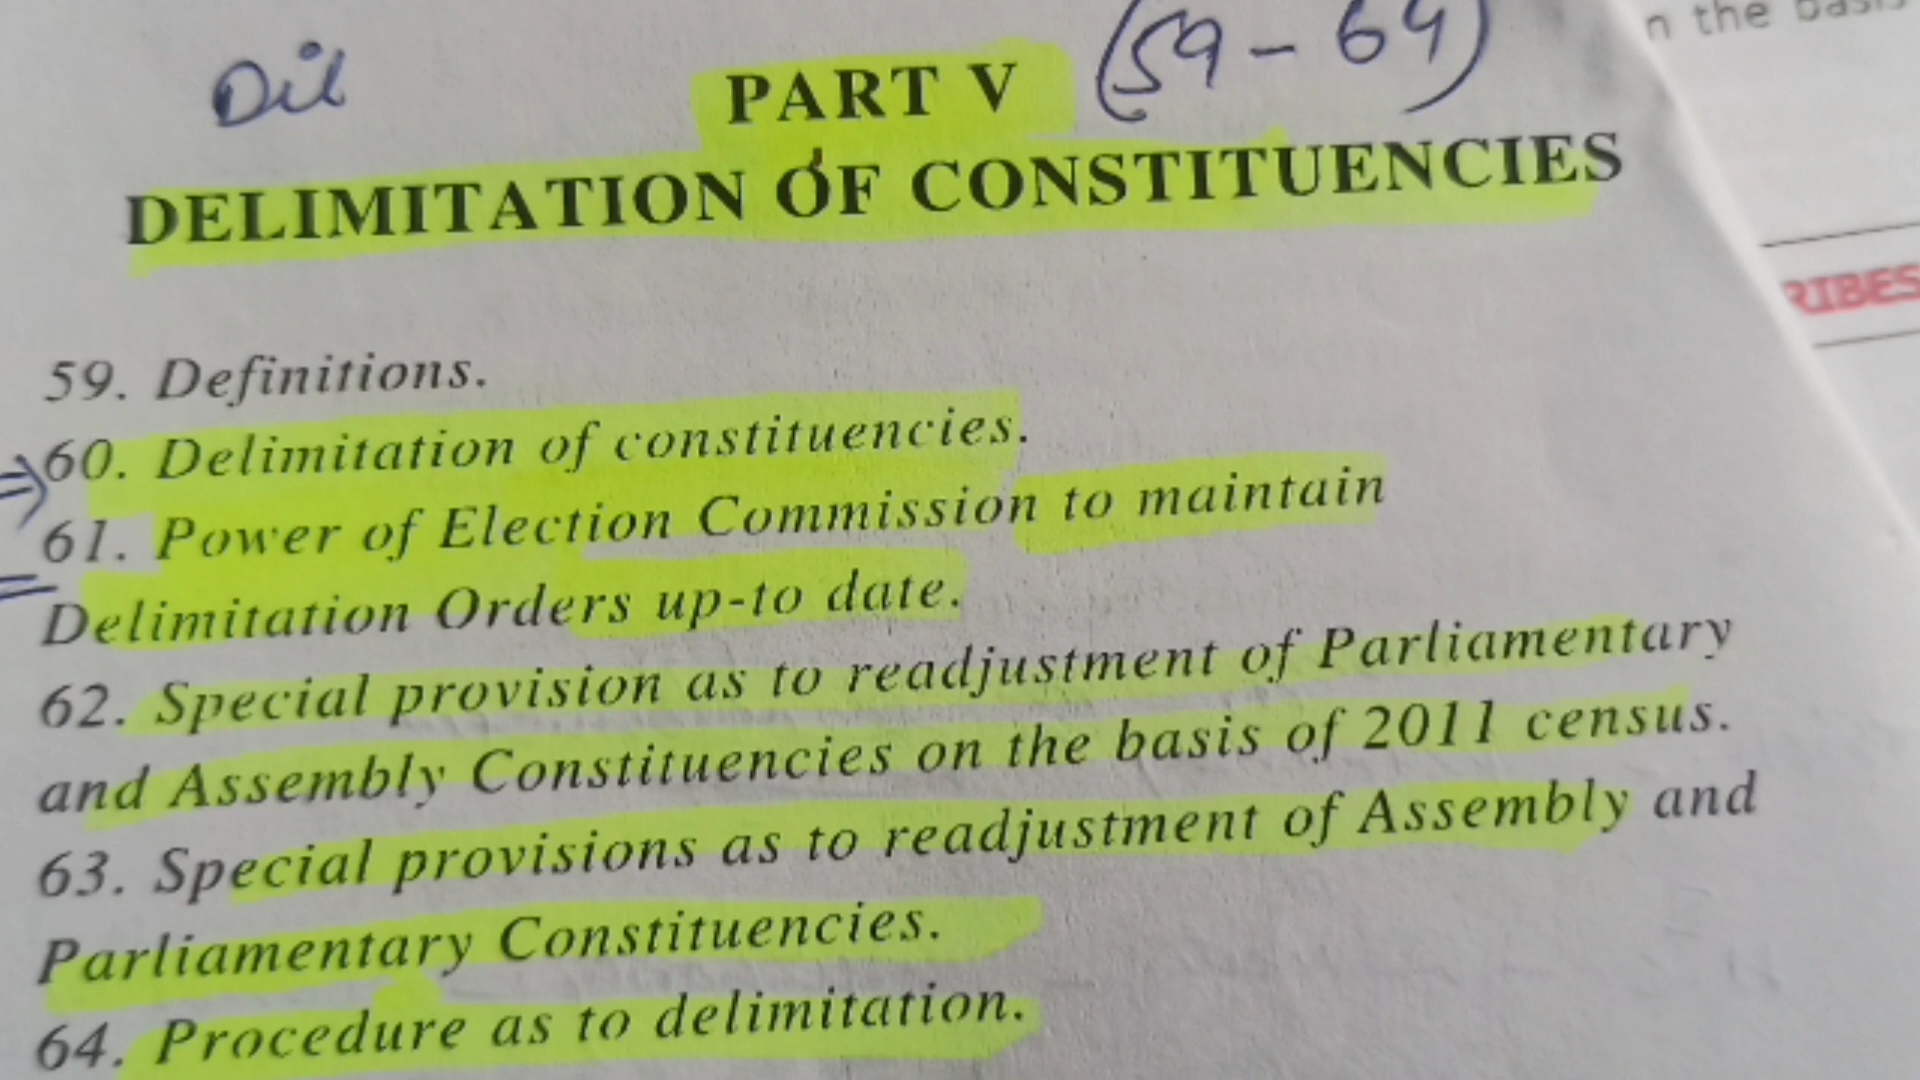 n the basis
Dil
PART V (59-64)
DELIMITATION OF CONSTITUENCIES
RIBES
59. Definitions.
60. Delimitation of constituencies.
61. Power of Election Commission to maintain
Delimitation Orders up-to date.
62. Special provision as to readjustment of Parliamentary
and Assembly Constituencies on the basis of 2011 census.
63. Special provisions as to readjustment of Assembly and
Parliamentary Constituencies.
64. Procedure as to delimitation.